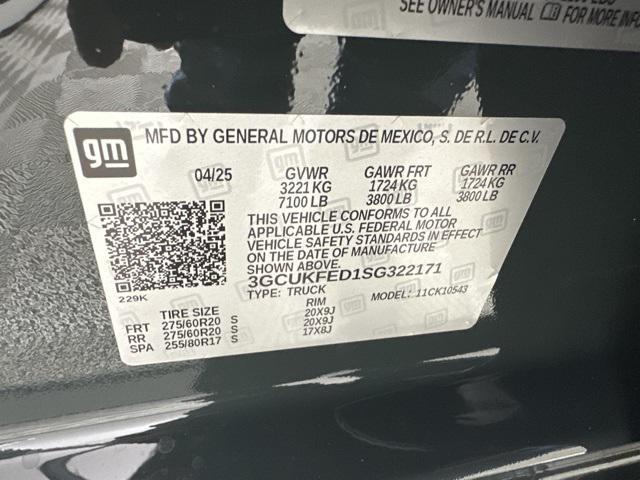 SEE OWNER'S MANUAL FOR MORE INFO
gm
MFD BY GENERAL MOTORS DE MEXICO, S. DE R.L. DE C.V.
04/25 GVWR GAWR FRT GAWR RR
3221 KG 1724 KG 1724 KG
7100 LB 3800 LB 3800 LB
THIS VEHICLE CONFORMS TO ALL
APPLICABLE U.S. FEDERAL MOTOR
VEHICLE SAFETY STANDARDS IN EFFECT
ON THE DATE OF MANUFACTURE
SHOWN ABOVE.
3GCUKFED1SG322171
229K TYPE: TRUCK MODEL: 11CK10543
TIRE SIZE RIM
FRT 275/60R20 S 20X9J
RR 275/60R20 S 20X9J
SPA 255/80R17 S 17X8J